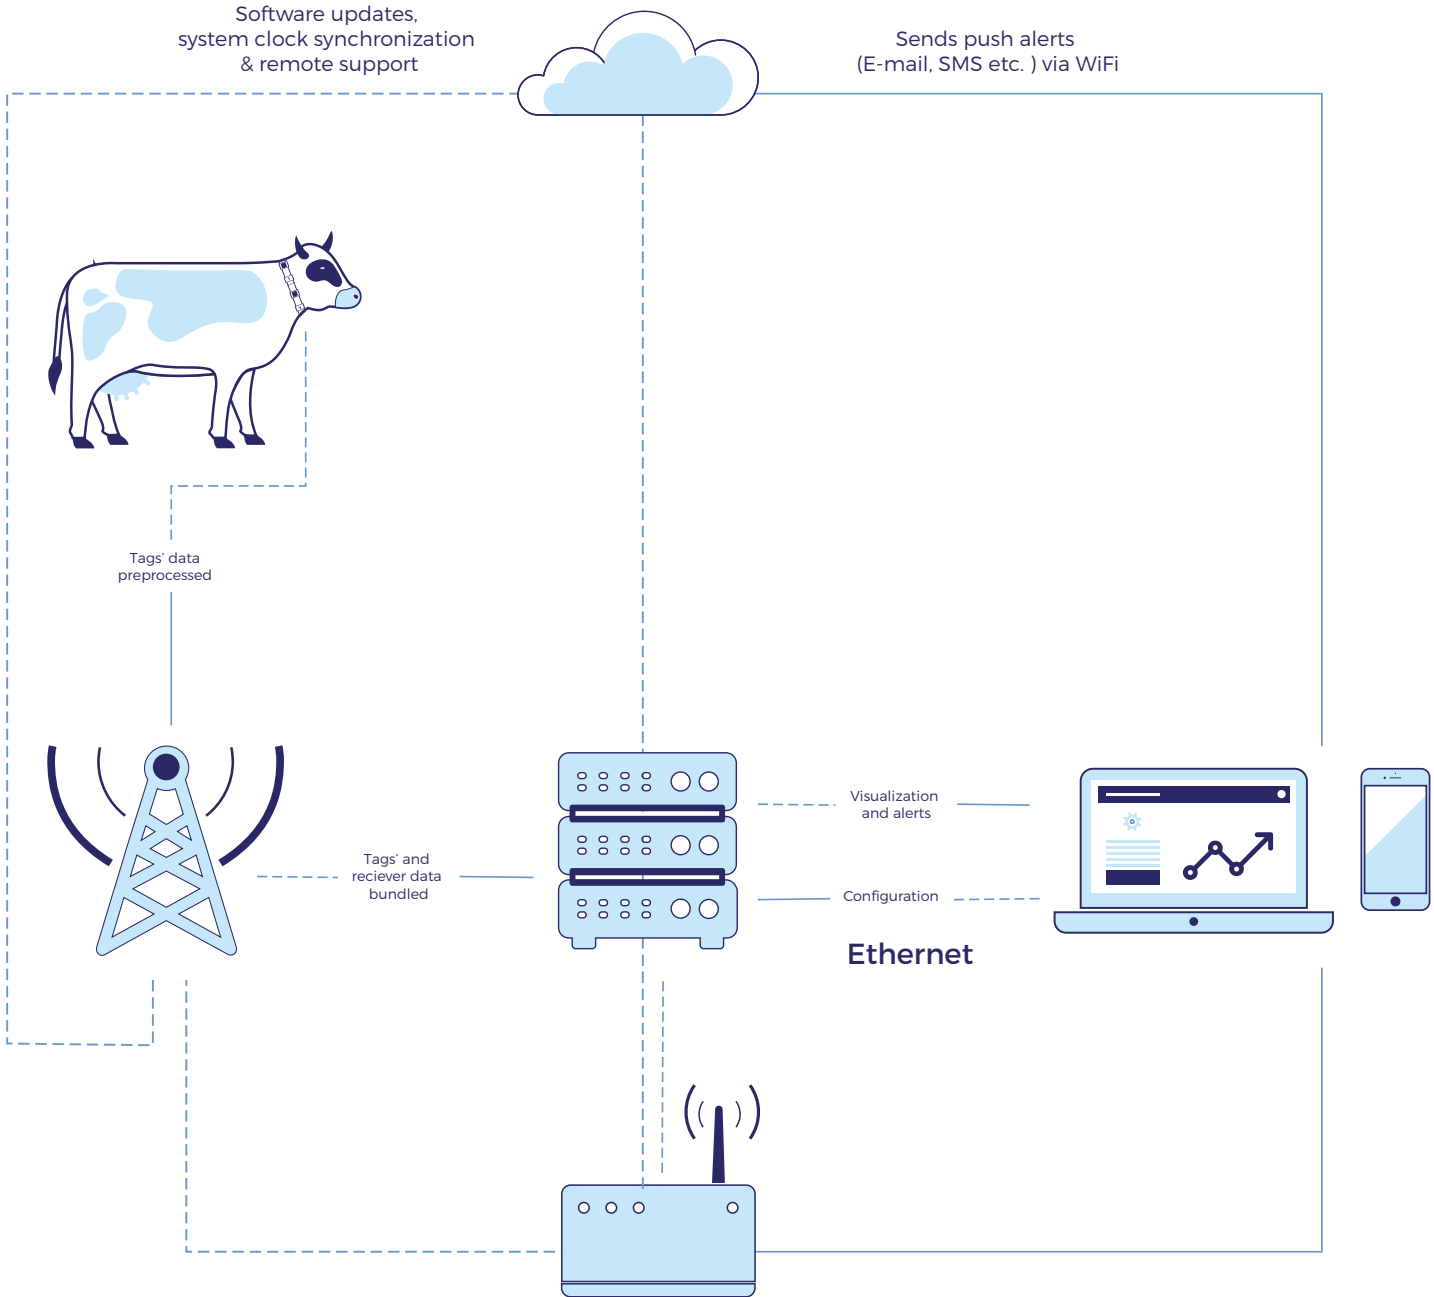 Software updates,
system clock synchronization
& remote support
Sends push alerts
(E-mail, SMS etc. ) via WiFi
Tags’ data
preprocessed
Visualization
and alerts
Tags’ and
reciever data
bundled
Configuration
Ethernet